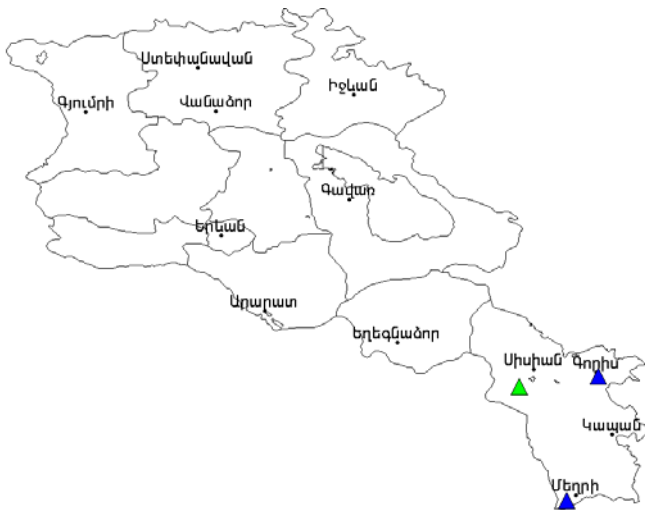 Ստեփանավան
Իջևան
Գյումրի
Վանաձոր
Գավառ
Երևան
Արարատ
Եղեգնաձոր
Սիսիան
Գորիս
Կապան
Մեղրի